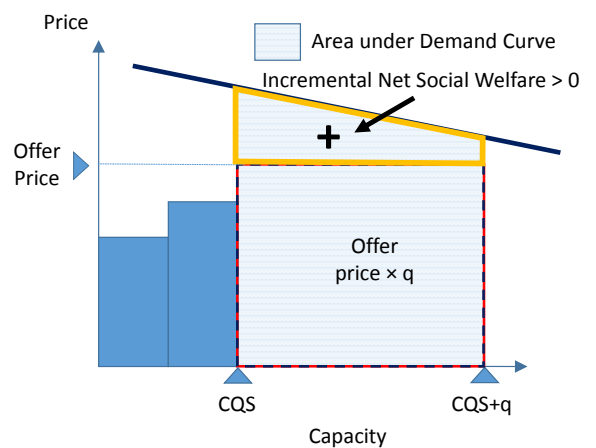 Price
Area under Demand Curve
Incremental Net Social Welfare > 0
+
Offer
Price
Offer
price × q
CQS
CQS+q
Capacity